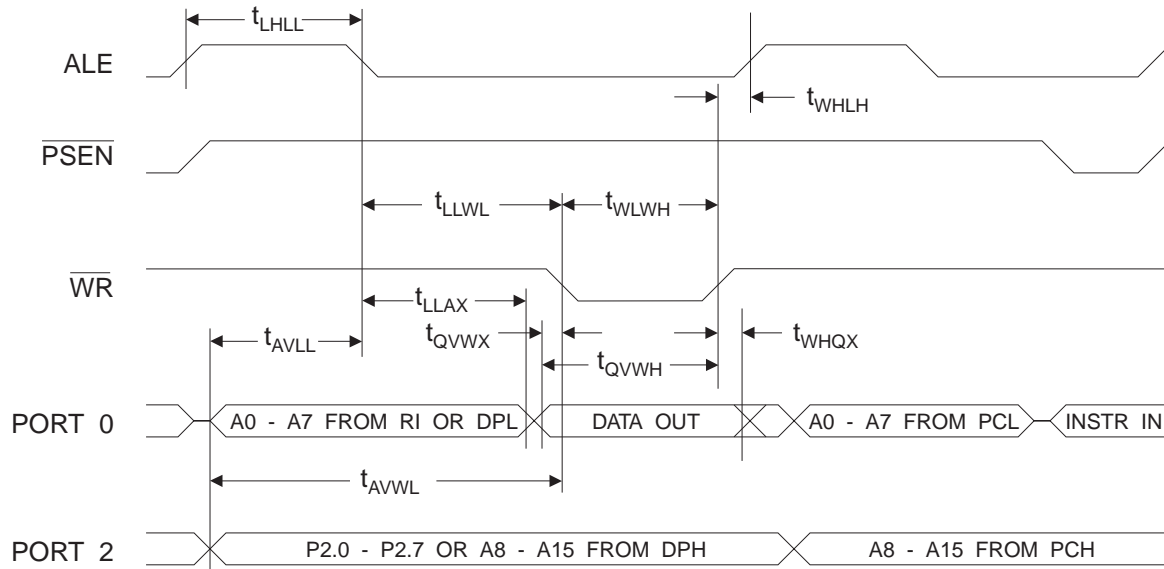 tLHLL
ALE
tWHLH
PSEN
tLLWL
tWLWH
WR
tLLAX
tQVWX
tWHQX
tAVLL
tQVWH
PORT 0
A0 - A7 FROM RI OR DPL
DATA OUT
A0 - A7 FROM PCL
INSTR IN
tAVWL
PORT 2
P2.0 - P2.7 OR A8 - A15 FROM DPH
A8 - A15 FROM PCH